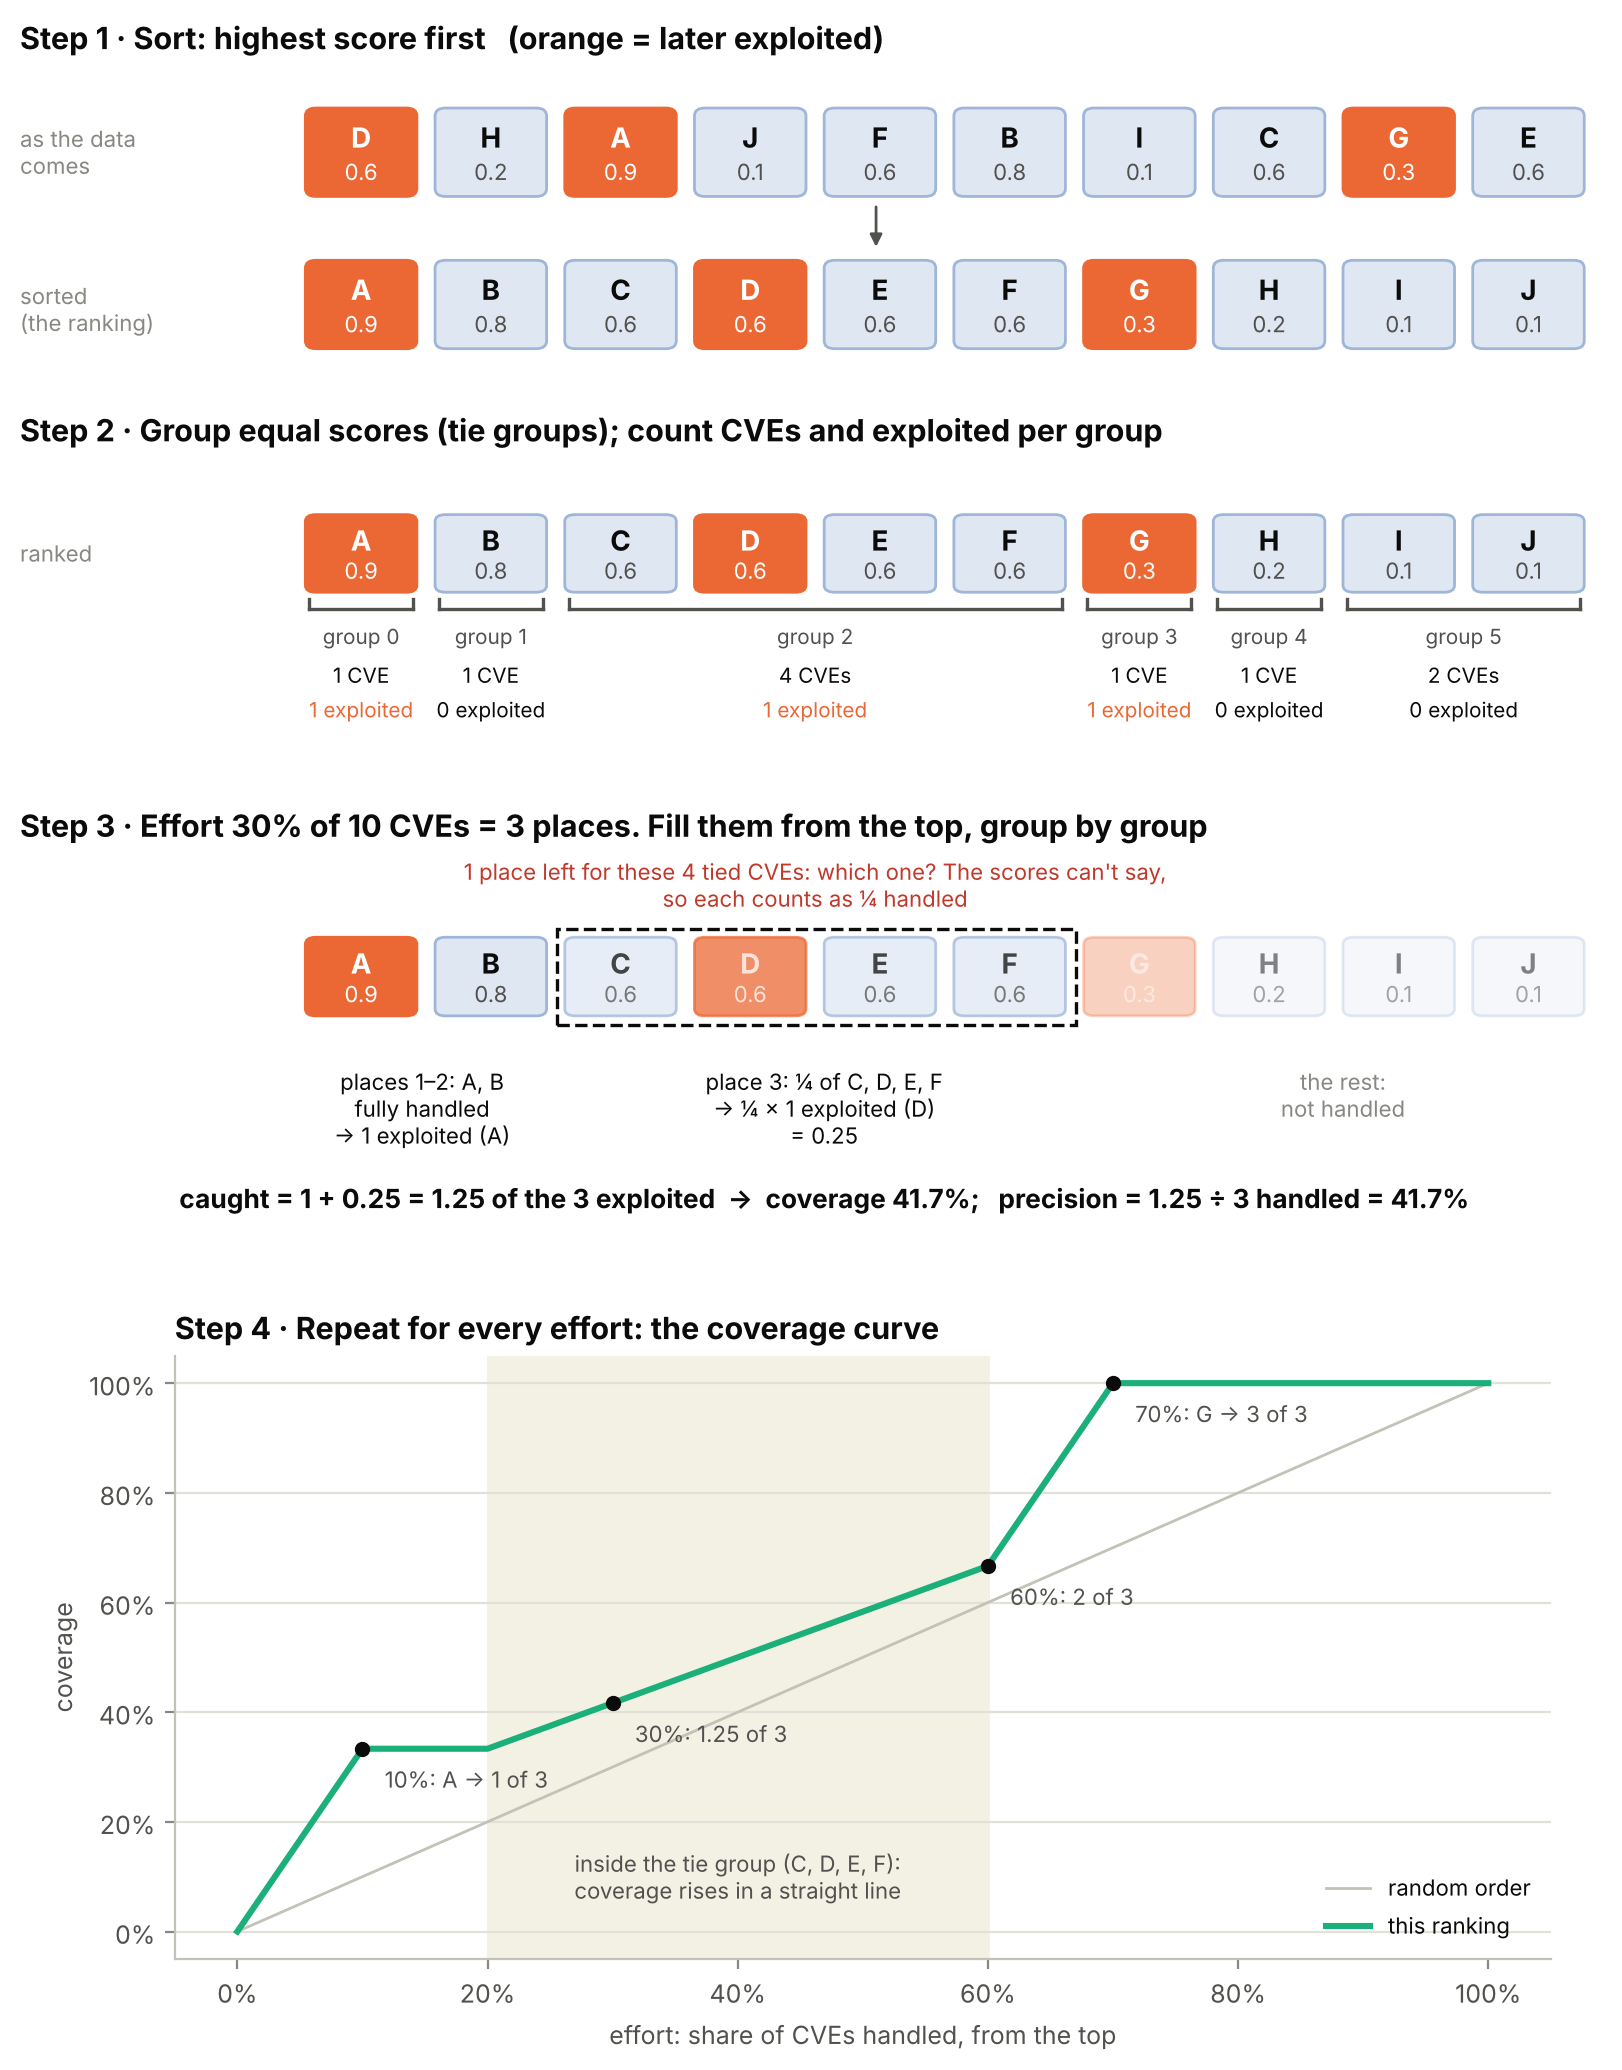 Step 1 · Sort: highest score first (orange = later exploited)
as the data
comes
D H A J F B I C G E
0.6 0.2 0.9 0.1 0.6 0.8 0.1 0.6 0.3 0.6
sorted
(the ranking)
A B C D E F G H I J
0.9 0.8 0.6 0.6 0.6 0.6 0.3 0.2 0.1 0.1
Step 2 · Group equal scores (tie groups); count CVEs and exploited per group
ranked
A B C D E F G H I J
0.9 0.8 0.6 0.6 0.6 0.6 0.3 0.2 0.1 0.1
group 0 group 1 group 2 group 3 group 4 group 5
1 CVE 1 CVE 4 CVEs 1 CVE 1 CVE 2 CVEs
1 exploited 0 exploited 1 exploited 1 exploited 0 exploited 0 exploited
Step 3 · Effort 30% of 10 CVEs = 3 places. Fill them from the top, group by group
1 place left for these 4 tied CVEs: which one? The scores can't say,
so each counts as ¼ handled
A B C D E F G H I J
0.9 0.8 0.6 0.6 0.6 0.6 0.3 0.2 0.1 0.1
places 1–2: A, B
fully handled
→ 1 exploited (A)
place 3: ¼ of C, D, E, F
→ ¼ × 1 exploited (D)
= 0.25
the rest:
not handled
caught = 1 + 0.25 = 1.25 of the 3 exploited → coverage 41.7%; precision = 1.25 ÷ 3 handled = 41.7%
Step 4 · Repeat for every effort: the coverage curve
100%
80%
60%
40%
20%
0%
coverage
70%: G → 3 of 3
60%: 2 of 3
30%: 1.25 of 3
10%: A → 1 of 3
inside the tie group (C, D, E, F):
coverage rises in a straight line
random order
this ranking
0% 20% 40% 60% 80% 100%
effort: share of CVEs handled, from the top